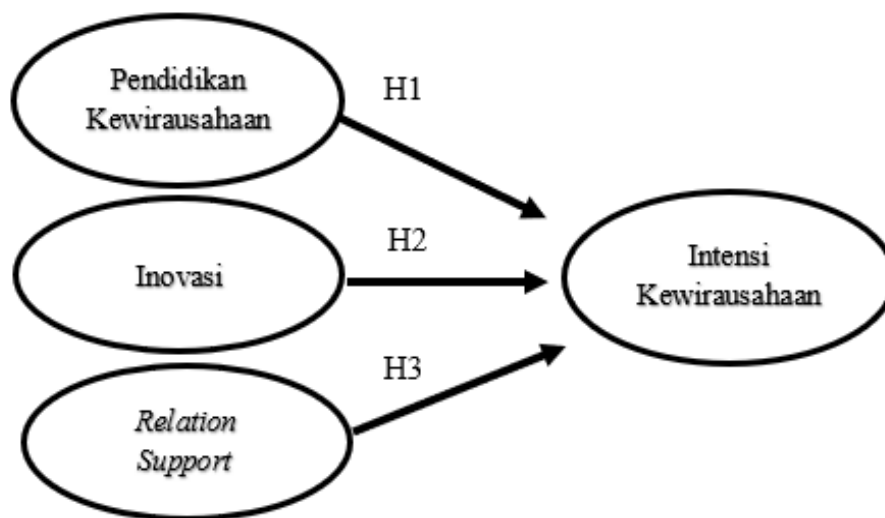 Pendidikan
Kewirausahaan
H1
Inovasi
H2
Intensi
Kewirausahaan
H3
Relation
Support